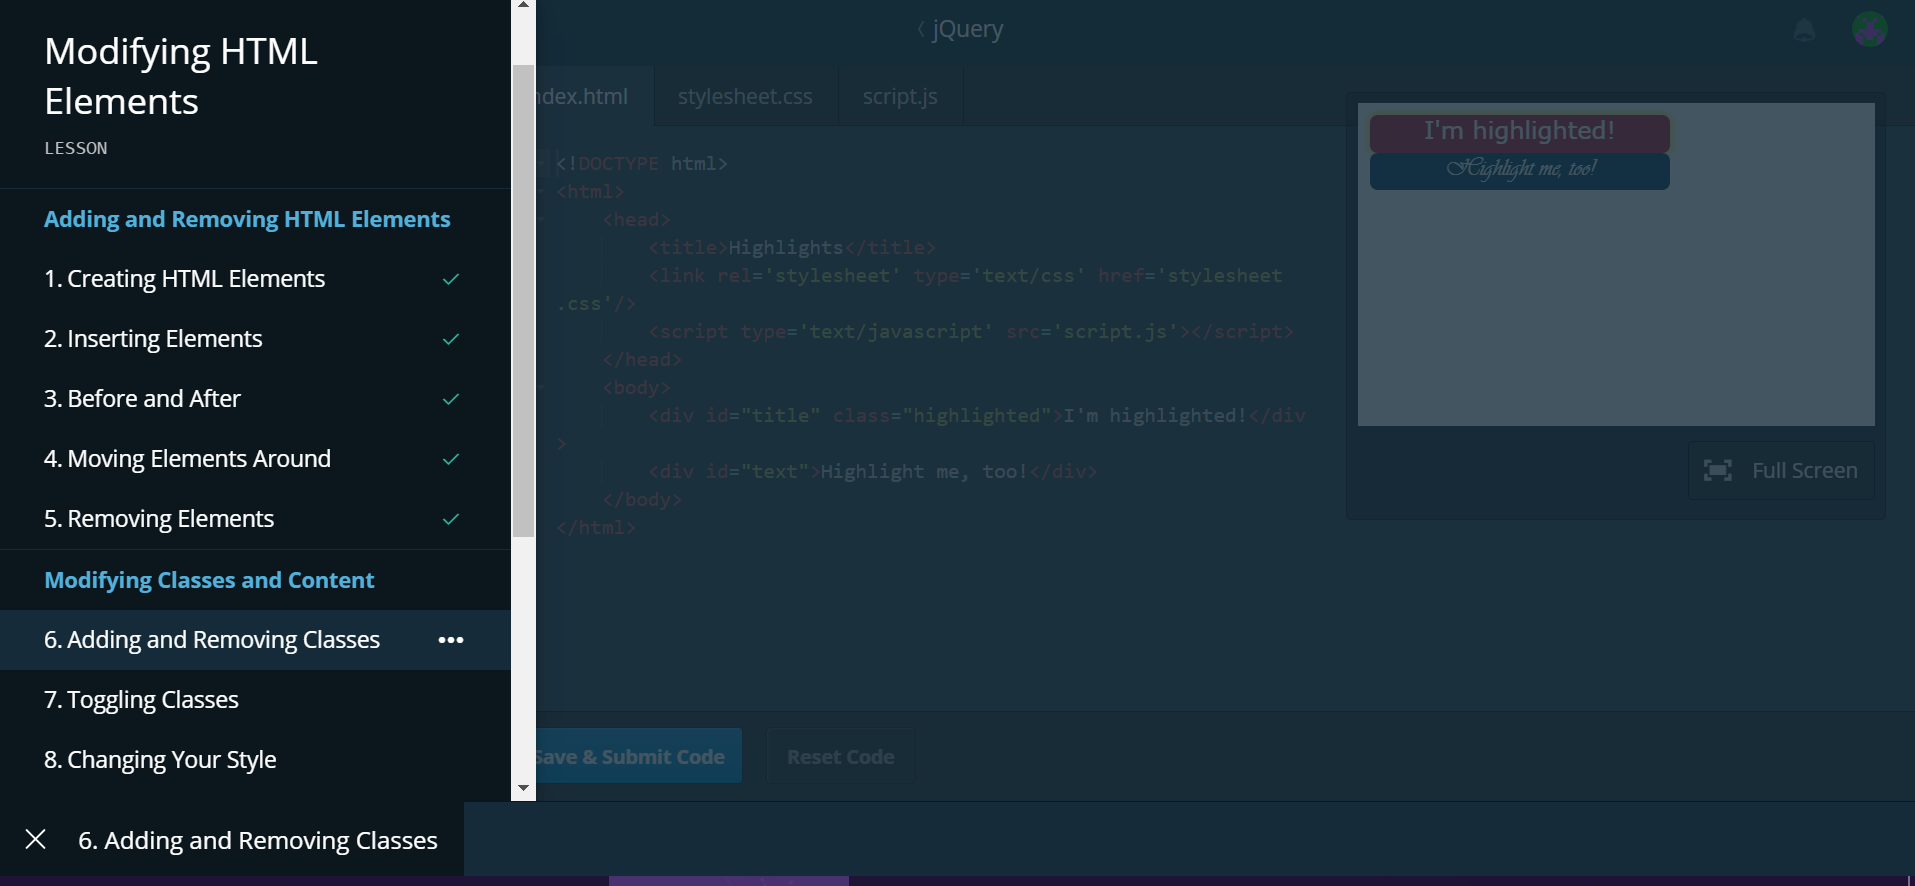 Modifying HTML
Elements
LESSON
Adding and Removing HTML Elements
1. Creating HTML Elements
2. Inserting Elements
3. Before and After
4. Moving Elements Around
5. Removing Elements
Modifying Classes and Content
6. Adding and Removing Classes
7. Toggling Classes
8. Changing Your Style
6. Adding and Removing Classes
jQuery
ndex.html
stylesheet.css
script.js
<!DOCTYPE html>
<html>
<head>
<title>Highlights</title>
<link rel='stylesheet' type='text/css' href='stylesheet
.css'/>
<script type='text/javascript' src='script.js'></script>
</head>
<body>
<div id="title" class="highlighted">I'm highlighted!</div
>
<div id="text">Highlight me, too!</div>
</body>
</html>
Save & Submit Code
Reset Code
I'm highlighted!
Highlight me, too!
Full Screen